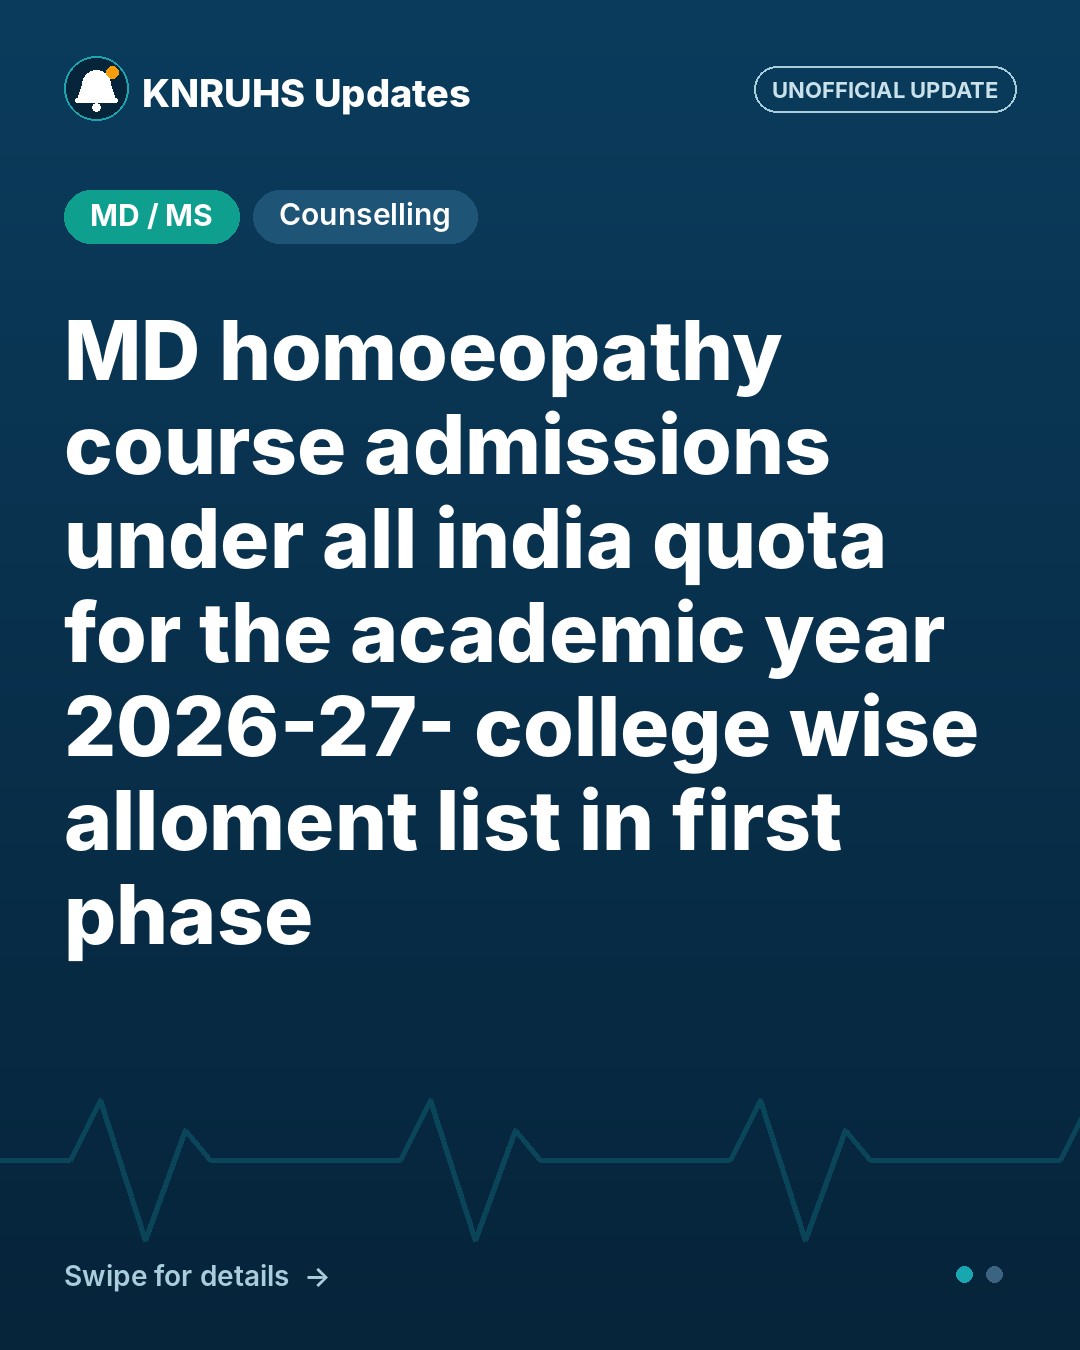 KNRUHS Updates
UNOFFICIAL UPDATE
MD / MS
Counselling
MD homoeopathy
course admissions
under all india quota
for the academic year
2026-27- college wise
alloment list in first
phase
Swipe for details →